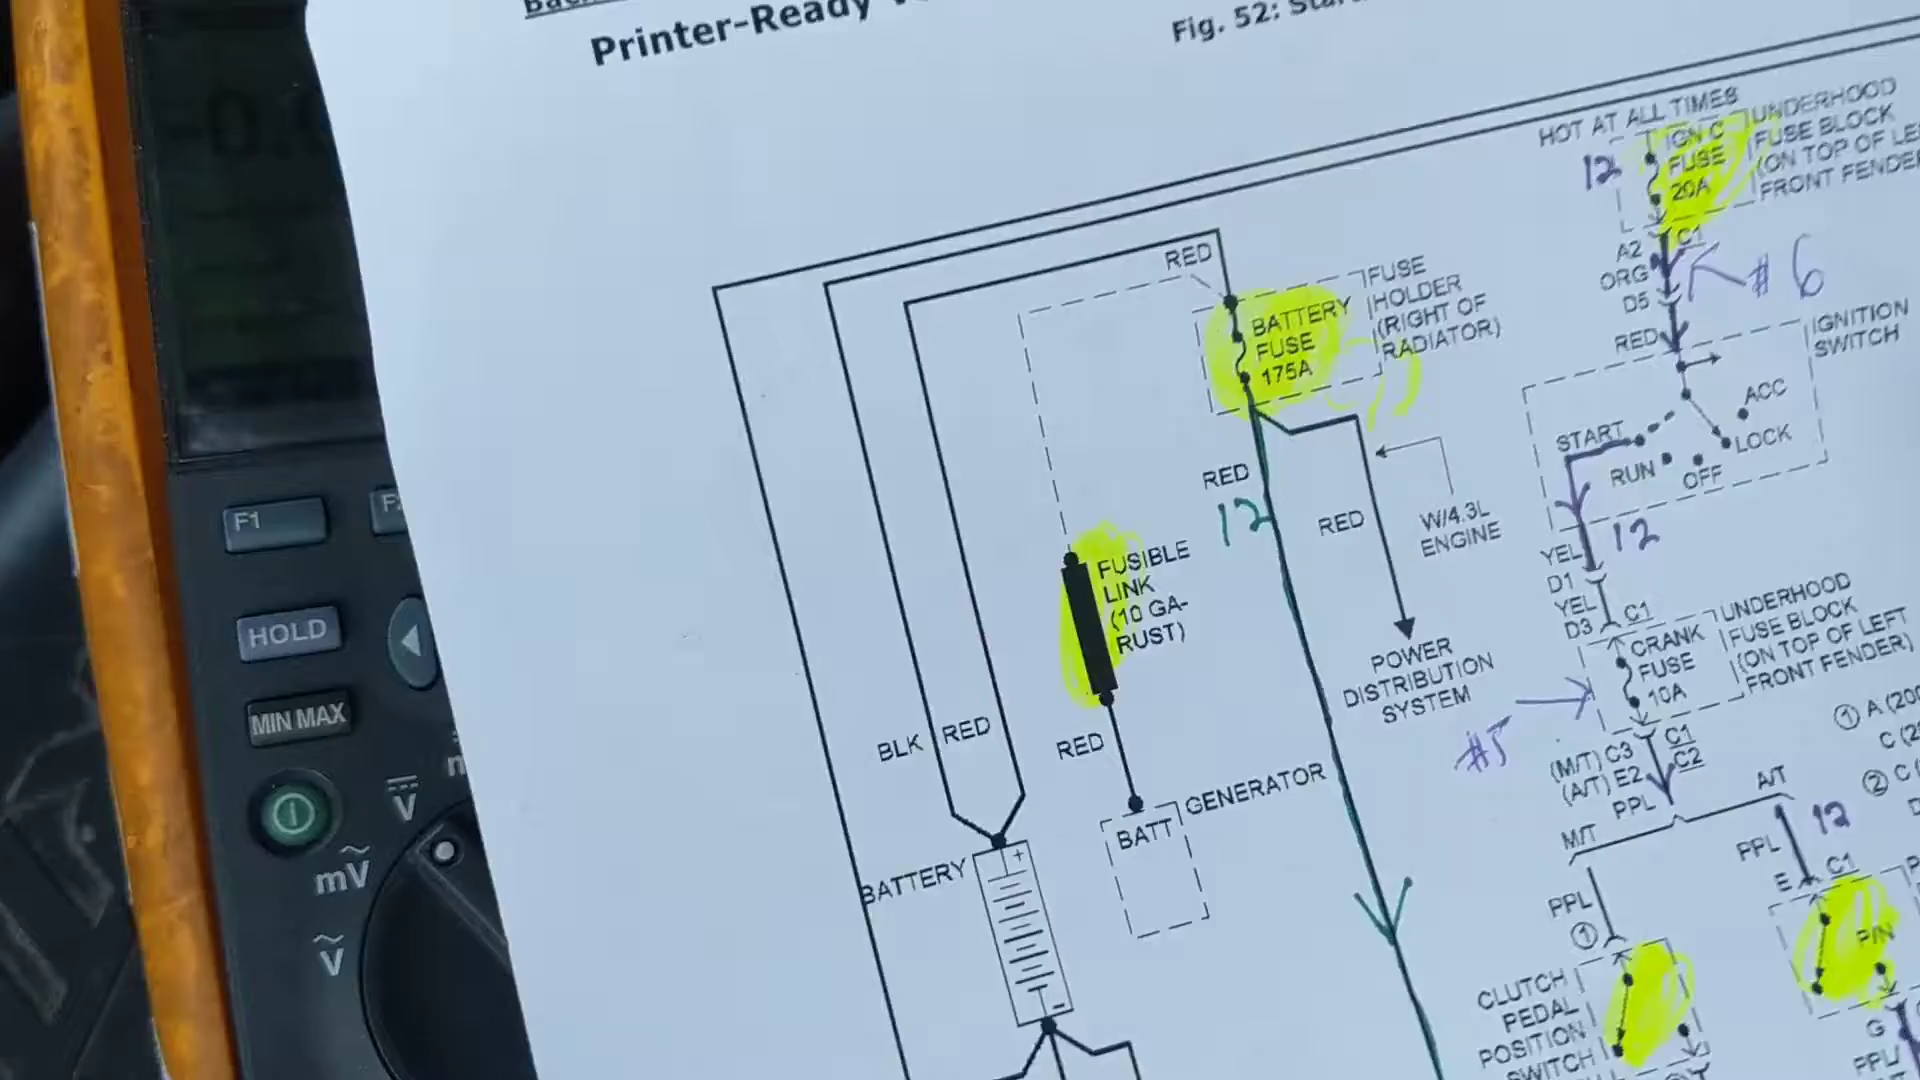 Printer-Ready
Fig. 52:
HOT AT ALL TIMES
12
IGN C
FUSE
20A
UNDERHOOD
FUSE BLOCK
(ON TOP OF
FRONT
A2
C1
ORG
D5
# 6
RED
IGNITION
SWITCH
ACC
START
LOCK
RUN
OFF
RED
BATTERY
FUSE
175A
FUSE
HOLDER
(RIGHT OF
RADIATOR)
RED
12
RED
W/4.3L
ENGINE
POWER
DISTRIBUTION
SYSTEM
YEL
12
D1
YEL
D3
C1
CRANK
FUSE
10A
UNDERHOOD
FUSE BLOCK
(ON TOP OF LEFT
FRONT FENDER)
#5
(M/T) C3
C1
(A/T) E2
C2
PPL
M/T
A/T
1 A
C
2 C
FUSIBLE
LINK
(10 GA-
RUST)
BLK
RED
RED
GENERATOR
BATT
BATTERY
+
-
PPL
12
E
C1
P/N
G
PPL
1
CLUTCH
PEDAL
POSITION
SWITCH
F1
HOLD
MIN MAX
V
mV
V